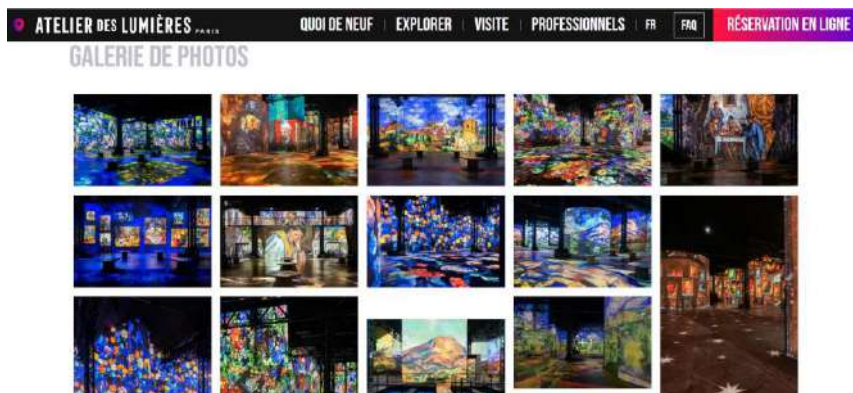 ATELIER DES LUMIÈRES PARIS QUOI DE NEUF EXPLORER VISITE PROFESSIONNELS FR FAQ RÉSERVATION EN LIGNE
GALERIE DE PHOTOS